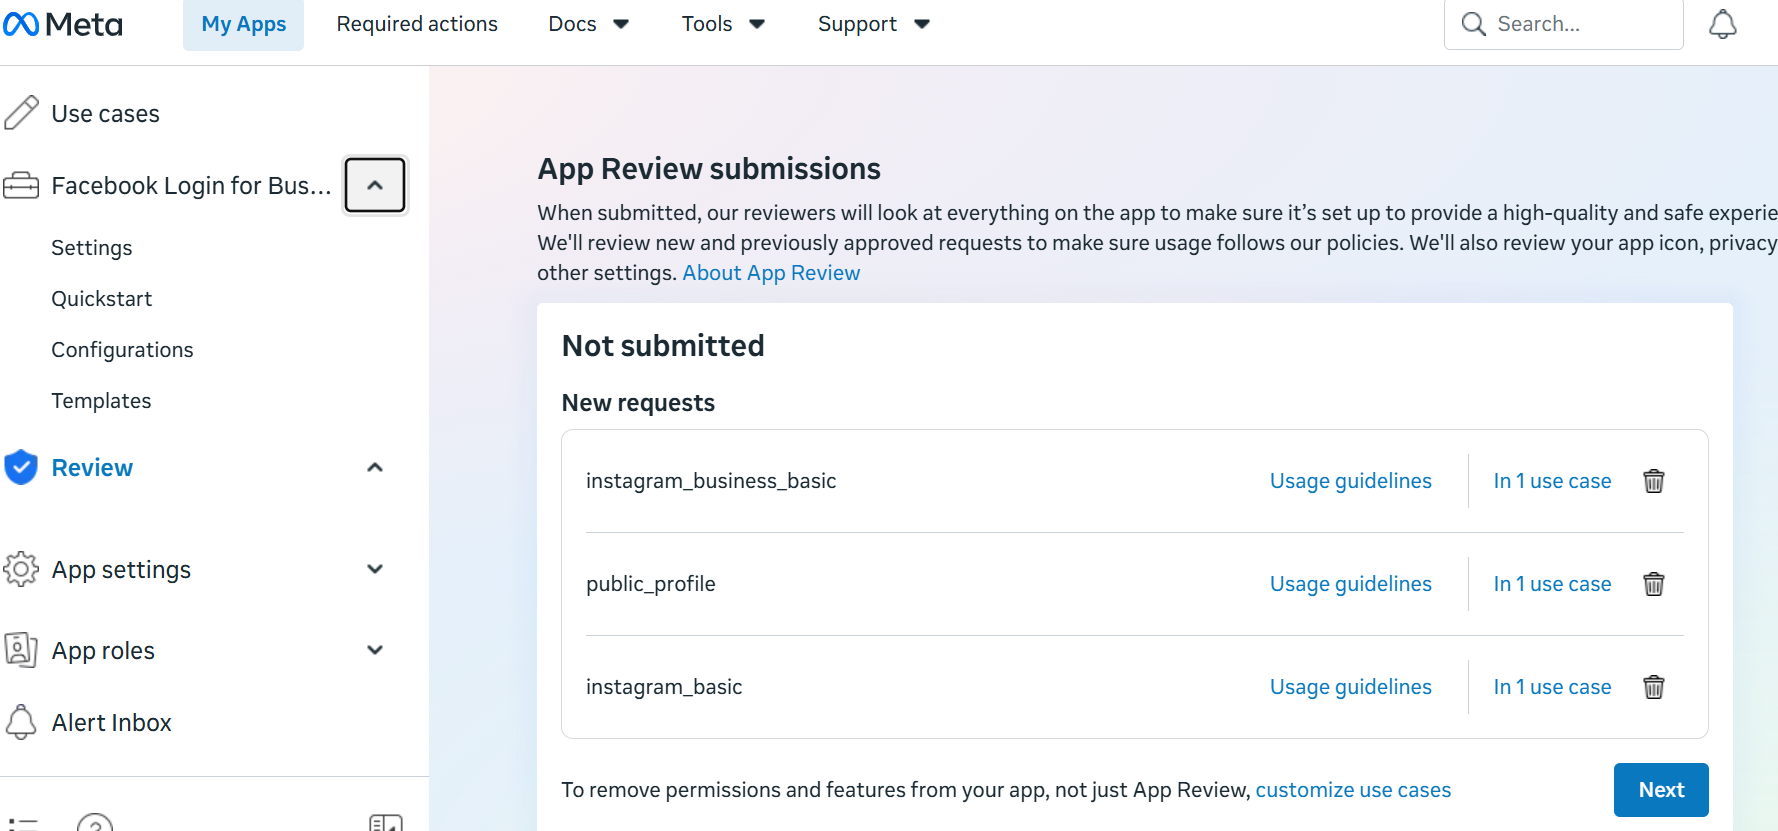 Meta
My Apps
Required actions
Docs
Tools
Support
Search...
Use cases
Facebook Login for Bus...
Settings
Quickstart
Configurations
Templates
Review
App settings
App roles
Alert Inbox
App Review submissions
When submitted, our reviewers will look at everything on the app to make sure it's set up to provide a high-quality and safe experie
We'll review new and previously approved requests to make sure usage follows our policies. We'll also review your app icon, privacy
other settings. About App Review
Not submitted
New requests
instagram_business_basic Usage guidelines In 1 use case
public_profile Usage guidelines In 1 use case
instagram_basic Usage guidelines In 1 use case
To remove permissions and features from your app, not just App Review, customize use cases
Next